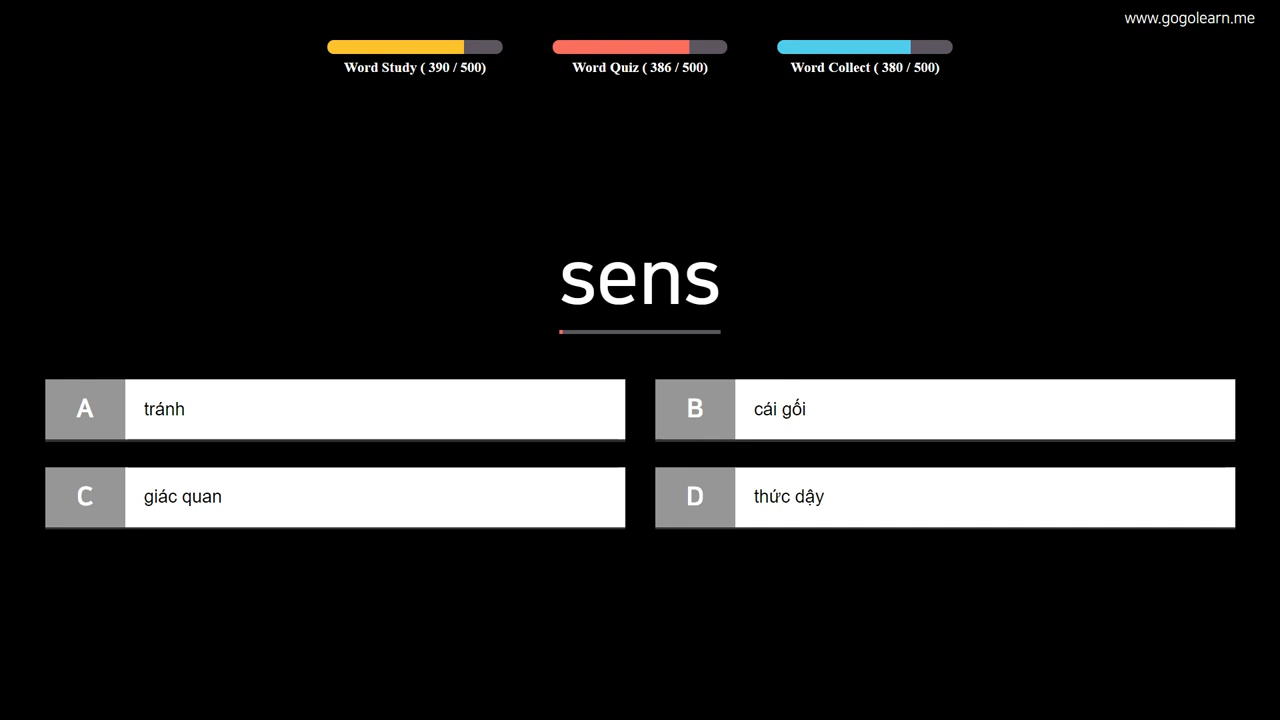 www.gogolearn.me
Word Study ( 390 / 500)
Word Quiz ( 386 / 500)
Word Collect ( 380 / 500)
sens
A tránh
B cái gối
C giác quan
D thức dậy